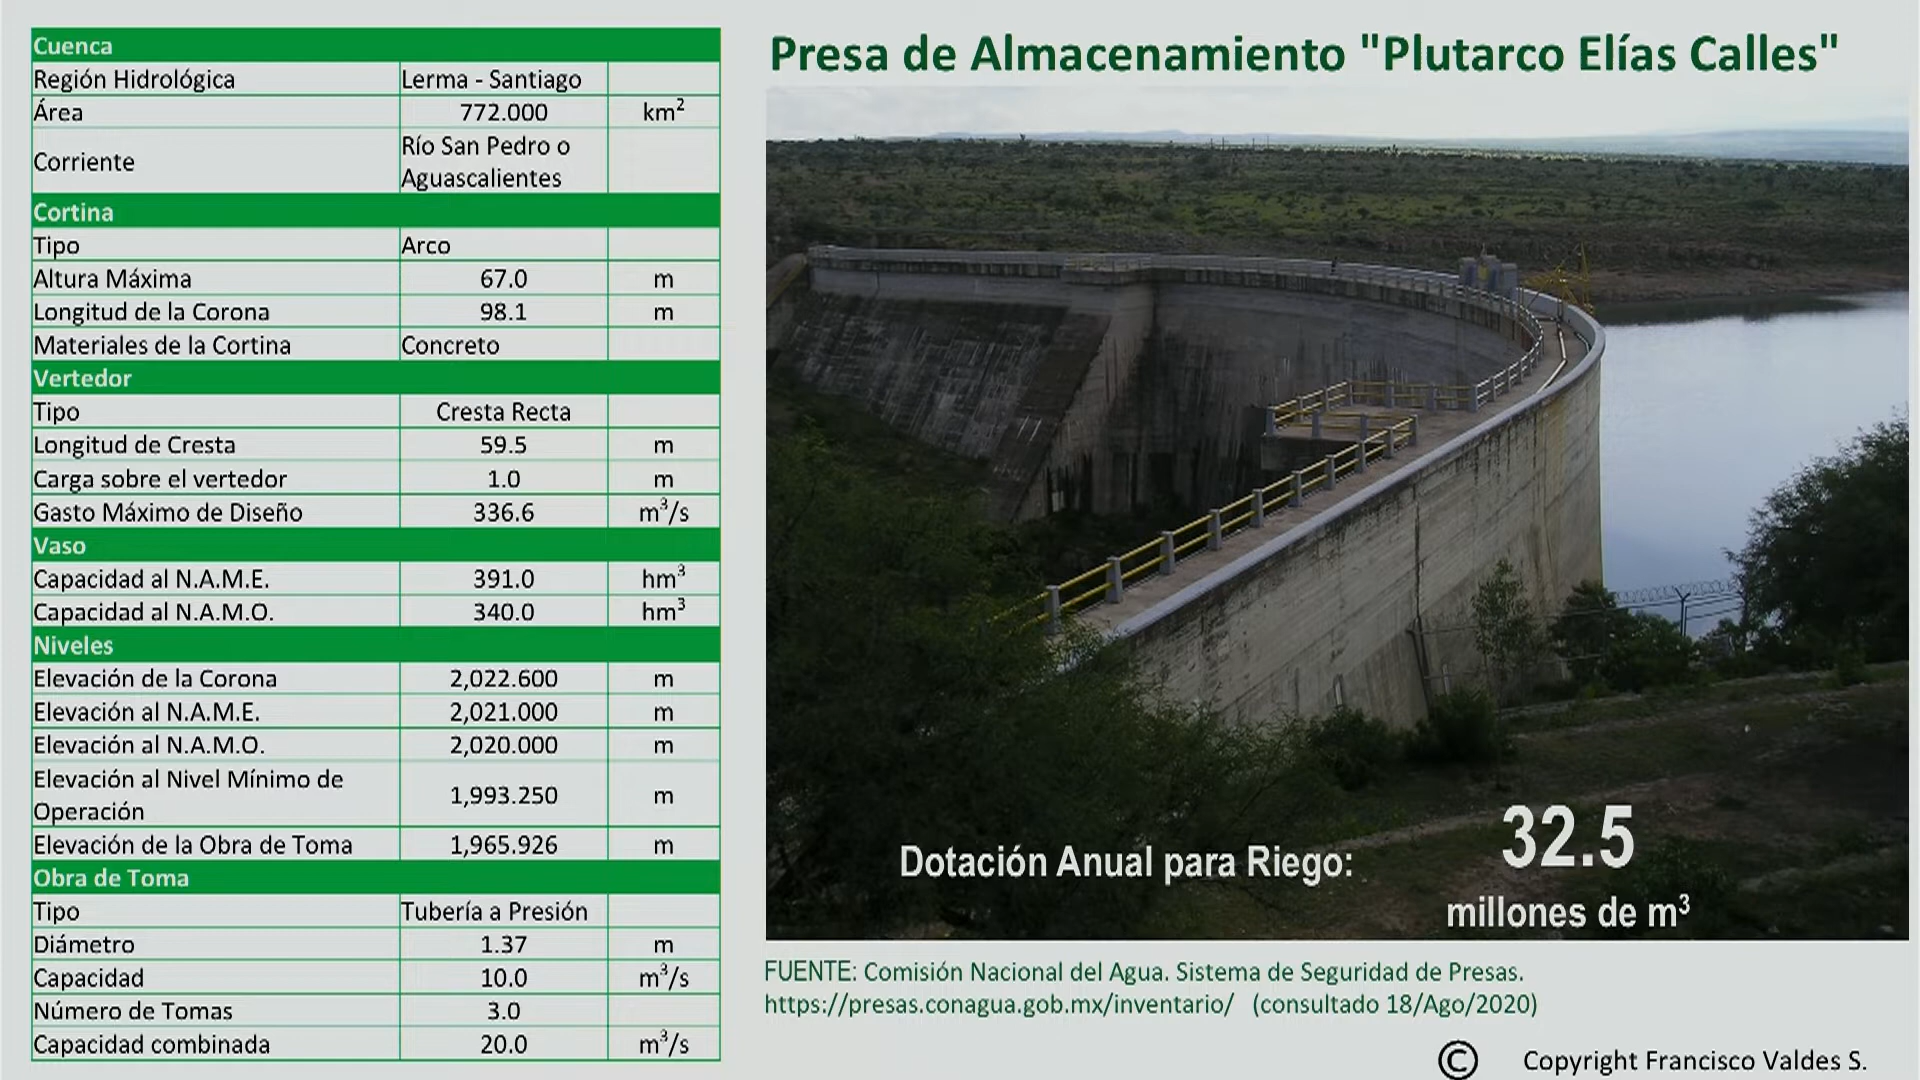 Cuenca
Región Hidrológica Lerma - Santiago
Área 772.000 km²
Corriente Río San Pedro o
Aguascalientes
Cortina
Tipo Arco
Altura Máxima 67.0 m
Longitud de la Corona 98.1 m
Materiales de la Cortina Concreto
Vertedor
Tipo Cresta Recta
Longitud de Cresta 59.5 m
Carga sobre el vertedor 1.0 m
Gasto Máximo de Diseño 336.6 m³/s
Vaso
Capacidad al N.A.M.E. 391.0 hm³
Capacidad al N.A.M.O. 340.0 hm³
Niveles
Elevación de la Corona 2,022.600 m
Elevación al N.A.M.E. 2,021.000 m
Elevación al N.A.M.O. 2,020.000 m
Elevación al Nivel Mínimo de
Operación 1,993.250 m
Elevación de la Obra de Toma 1,965.926 m
Obra de Toma
Tipo Tubería a Presión
Diámetro 1.37 m
Capacidad 10.0 m³/s
Número de Tomas 3.0
Capacidad combinada 20.0 m³/s
Presa de Almacenamiento "Plutarco Elías Calles"
Dotación Anual para Riego: 32.5
millones de m³
FUENTE: Comisión Nacional del Agua. Sistema de Seguridad de Presas.
https://presas.conagua.gob.mx/inventario/ (consultado 18/Ago/2020)
© Copyright Francisco Valdes S.